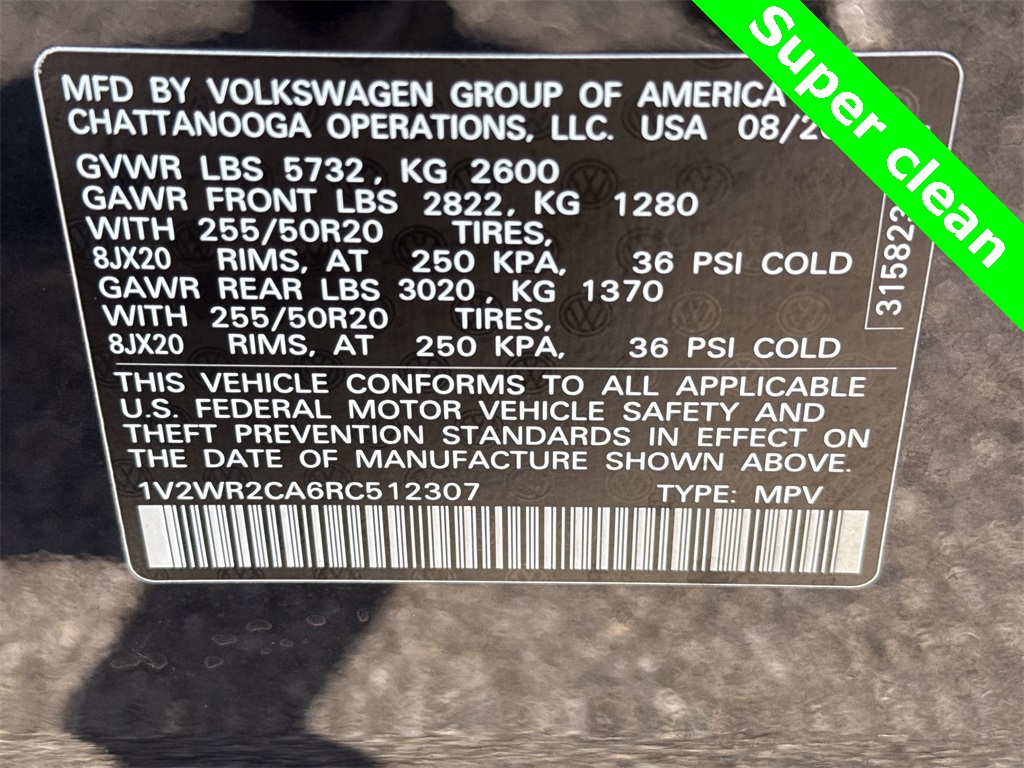 MFD BY VOLKSWAGEN GROUP OF AMERICA
CHATTANOOGA OPERATIONS, LLC. USA 08/20
GVWR LBS 5732, KG 2600
GAWR FRONT LBS 2822, KG 1280
WITH 255/50R20 TIRES,
8JX20 RIMS, AT 250 KPA, 36 PSI COLD
GAWR REAR LBS 3020, KG 1370
WITH 255/50R20 TIRES,
8JX20 RIMS, AT 250 KPA, 36 PSI COLD
THIS VEHICLE CONFORMS TO ALL APPLICABLE
U.S. FEDERAL MOTOR VEHICLE SAFETY AND
THEFT PREVENTION STANDARDS IN EFFECT ON
THE DATE OF MANUFACTURE SHOWN ABOVE.
1V2WR2CA6RC512307 TYPE: MPV
315823
Super clean